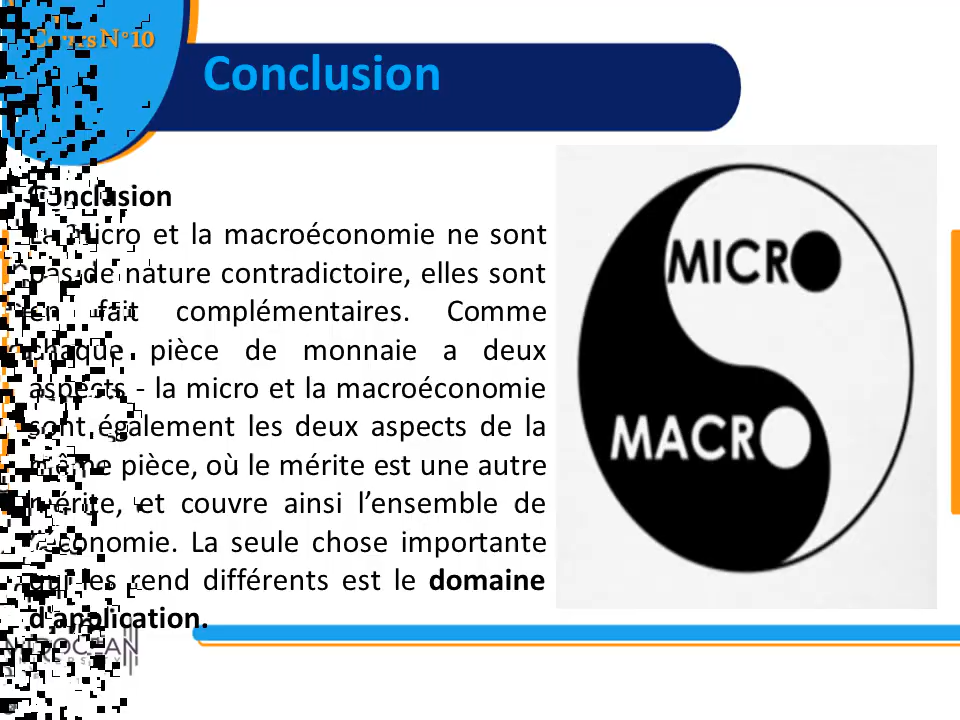 Cours N°10
Conclusion
Conclusion
La micro et la macroéconomie ne sont
pas de nature contradictoire, elles sont
en fait complémentaires. Comme
chaque pièce de monnaie a deux
aspects - la micro et la macroéconomie
sont également les deux aspects de la
même pièce, où le mérite est une autre
mérite, et couvre ainsi l’ensemble de
l’économie. La seule chose importante
qui les rend différents est le domaine
d’application.
MICRO
MACRO